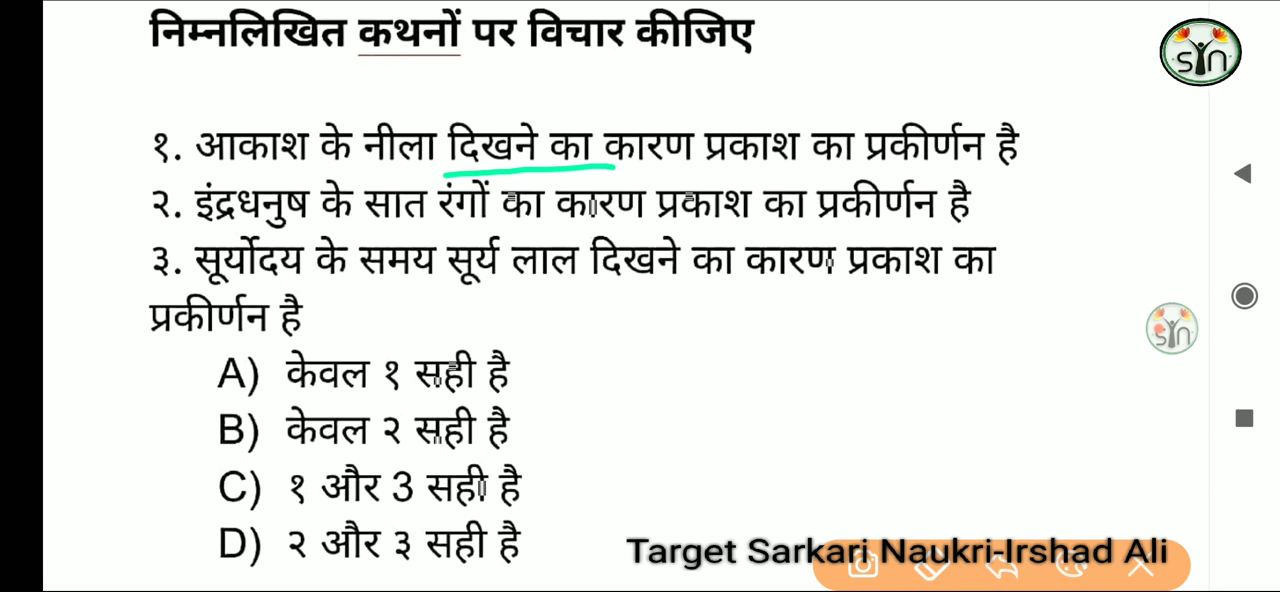 निम्नलिखित कथनों पर विचार कीजिए
१. आकाश के नीला दिखने का कारण प्रकाश का प्रकीर्णन है
२. इंद्रधनुष के सात रंगों का कारण प्रकाश का प्रकीर्णन है
३. सूर्योदय के समय सूर्य लाल दिखने का कारण प्रकाश का
प्रकीर्णन है
A) केवल १ सही है
B) केवल २ सही है
C) १ और 3 सही है
D) २ और ३ सही है
Target Sarkari Naukri-Irshad Ali
SYN
SYN